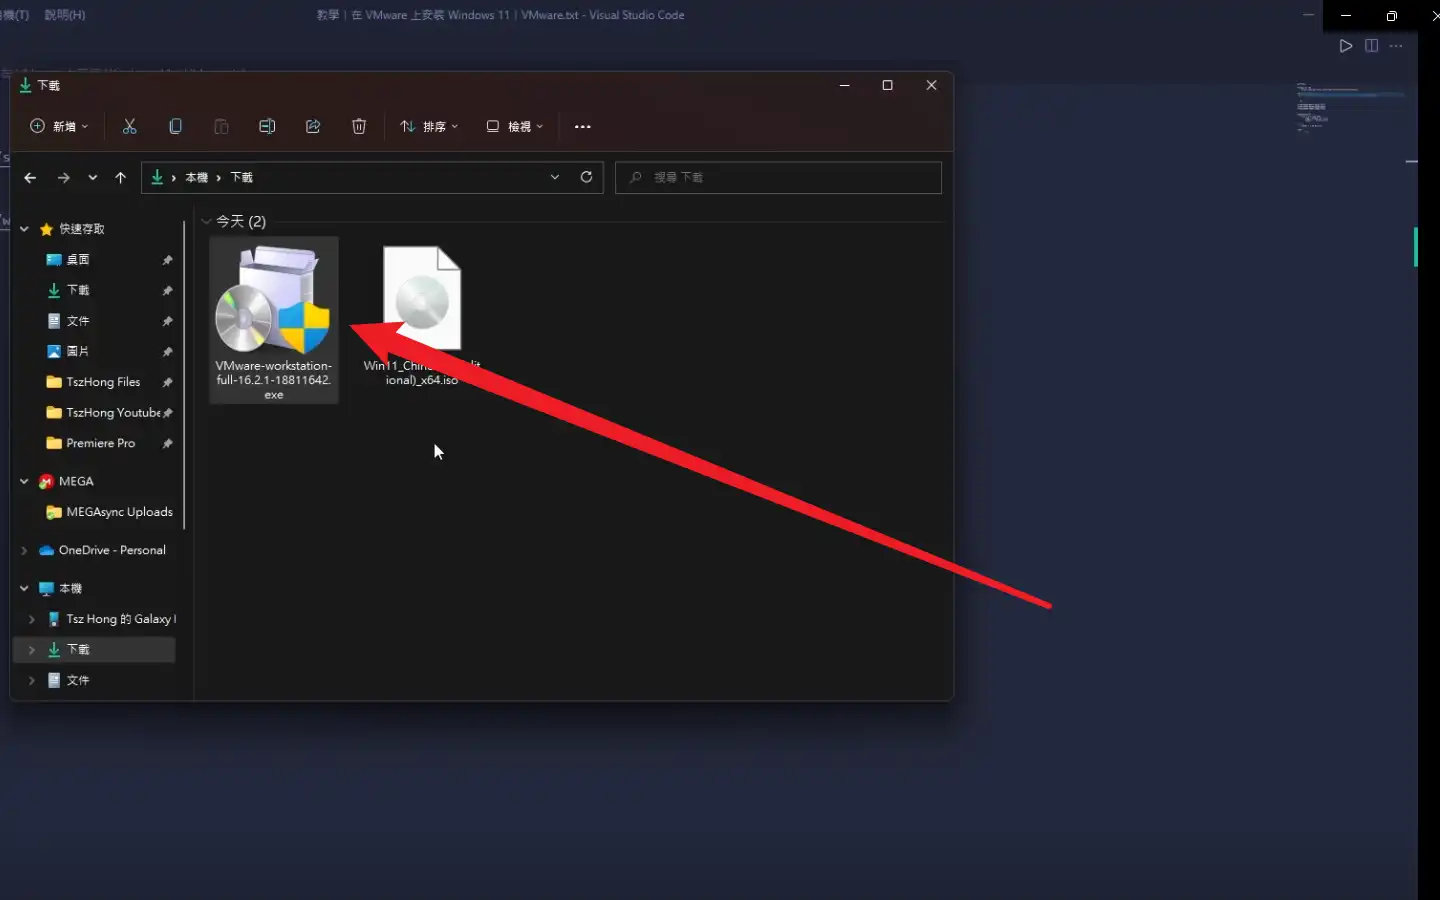 說明(H)
教學 | 在 VMware 上安裝 Windows 11 | VMware.txt - Visual Studio Code
下載
新增
排序
檢視
本機 › 下載
搜尋 下載
快速存取
桌面
下載
文件
圖片
TszHong Files
TszHong Youtube
Premiere Pro
MEGA
MEGAsync Uploads
OneDrive - Personal
本機
Tsz Hong 的 Galaxy
下載
文件
今天 (2)
VMware-workstation-
full-16.2.1-18811642.
exe
ional)_x64.iso